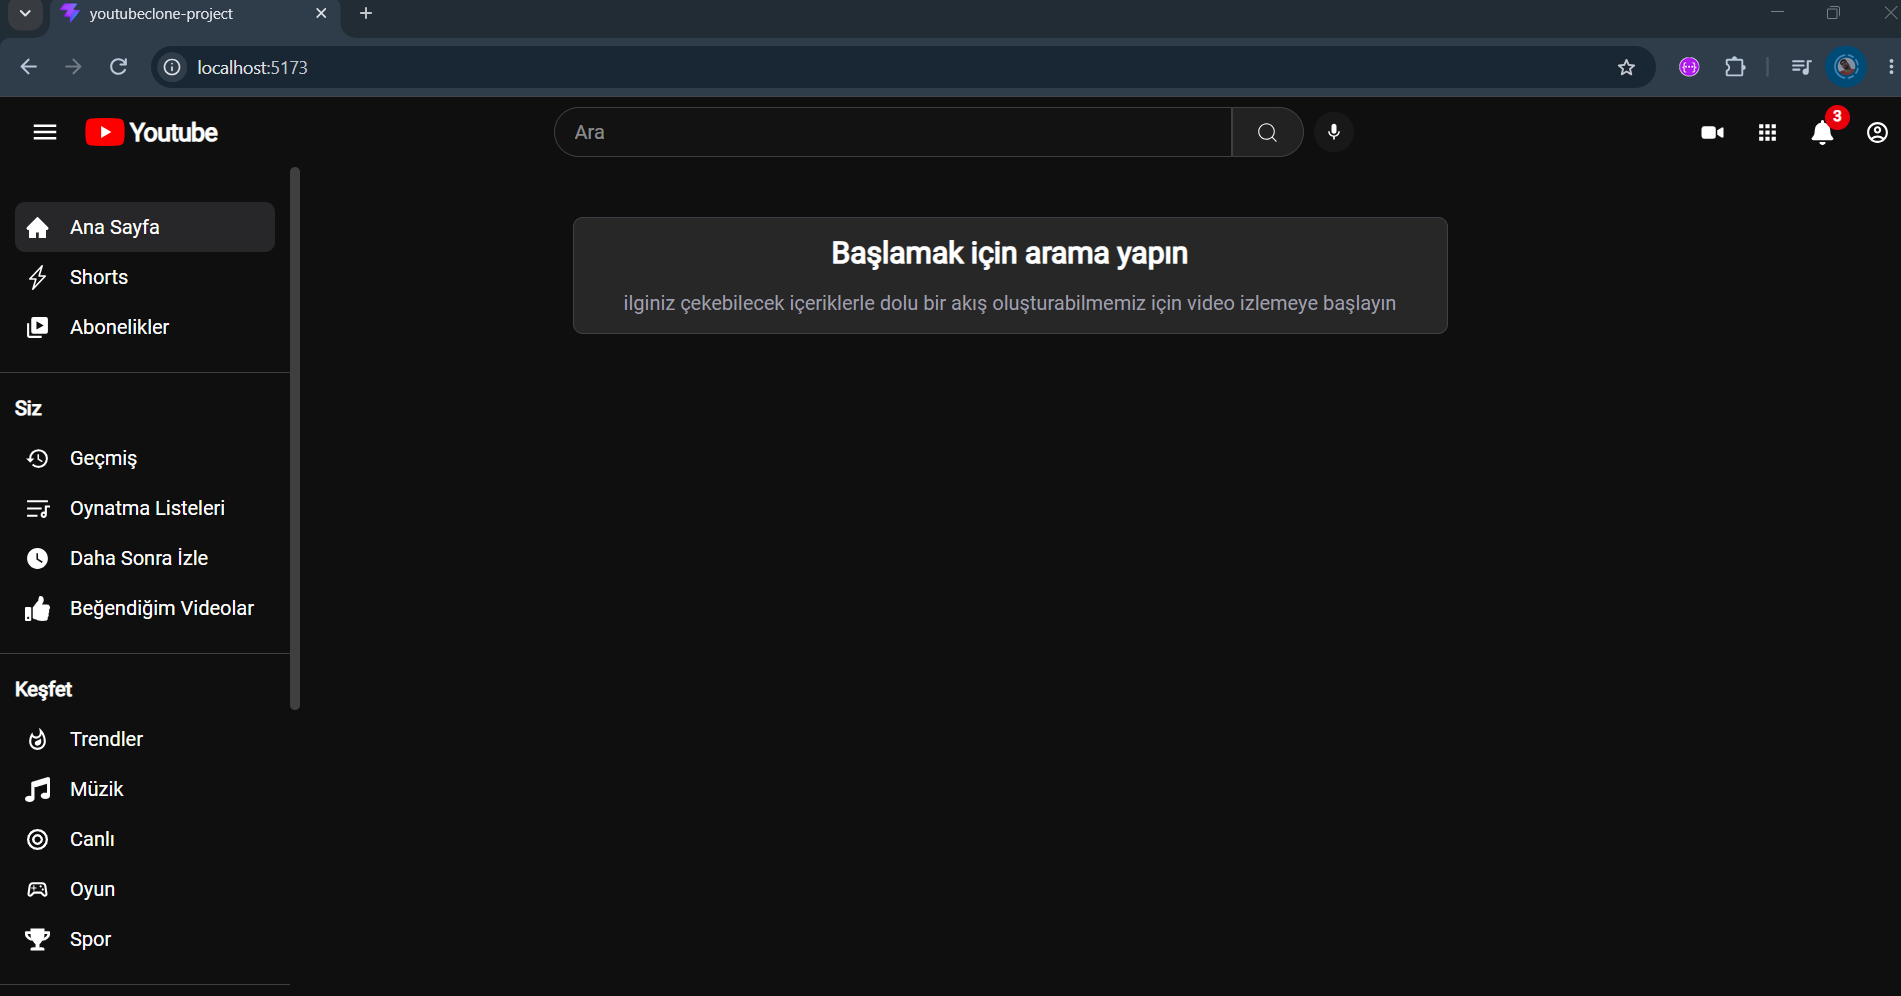 youtubeclone-project
localhost:5173
Youtube
Ara
3
Ana Sayfa
Shorts
Abonelikler
Siz
Geçmiş
Oynatma Listeleri
Daha Sonra İzle
Beğendiğim Videolar
Keşfet
Trendler
Müzik
Canlı
Oyun
Spor
Başlamak için arama yapın
ilginiz çekebilecek içeriklerle dolu bir akış oluşturabilmemiz için video izlemeye başlayın